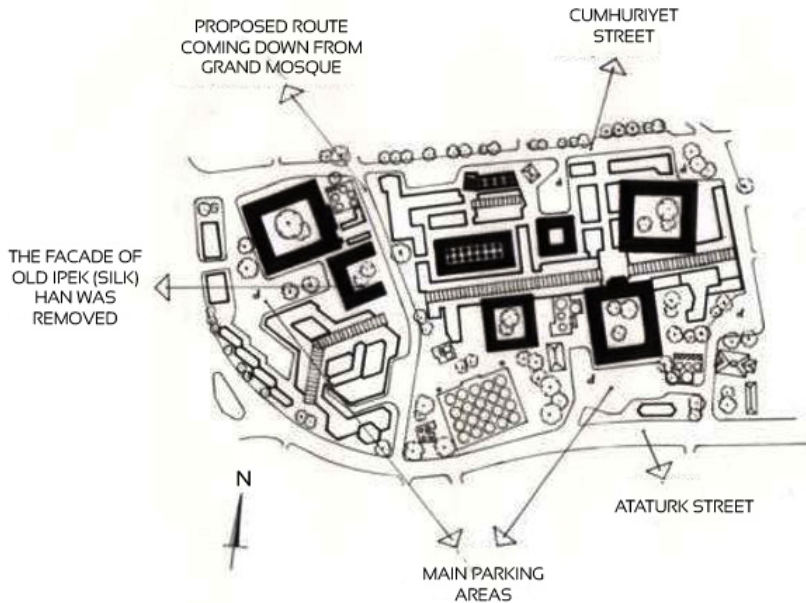 PROPOSED ROUTE
COMING DOWN FROM
GRAND MOSQUE
CUMHURIYET
STREET
THE FACADE OF
OLD IPEK (SILK)
HAN WAS
REMOVED
N
ATATURK STREET
MAIN PARKING
AREAS